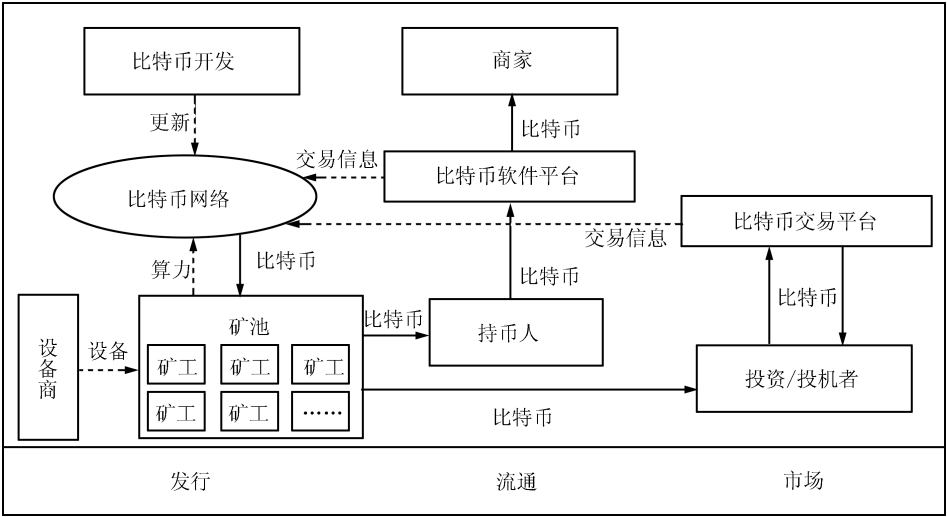 比特币开发
商家
更新
比特币
交易信息
比特币软件平台
比特币网络
比特币交易平台
交易信息
算力
比特币
比特币
比特币
矿池
比特币
持币人
设备商
设备
矿工
矿工
矿工
投资/投机者
矿工
矿工
……
比特币
发行
流通
市场